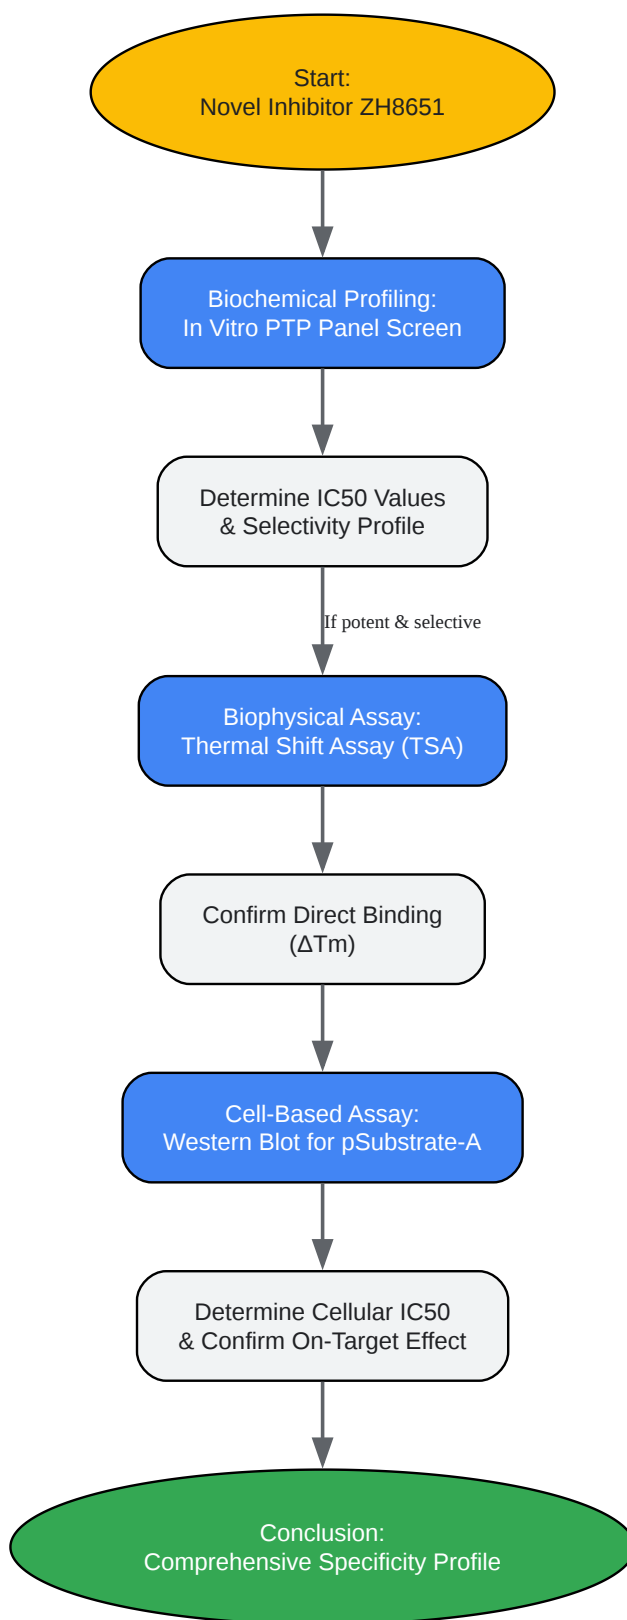 Start:
Novel Inhibitor ZH8651
Biochemical Profiling:
In Vitro PTP Panel Screen
Determine IC50 Values
& Selectivity Profile
If potent & selective
Biophysical Assay:
Thermal Shift Assay (TSA)
Confirm Direct Binding
(ΔTm)
Cell-Based Assay:
Western Blot for pSubstrate-A
Determine Cellular IC50
& Confirm On-Target Effect
Conclusion:
Comprehensive Specificity Profile